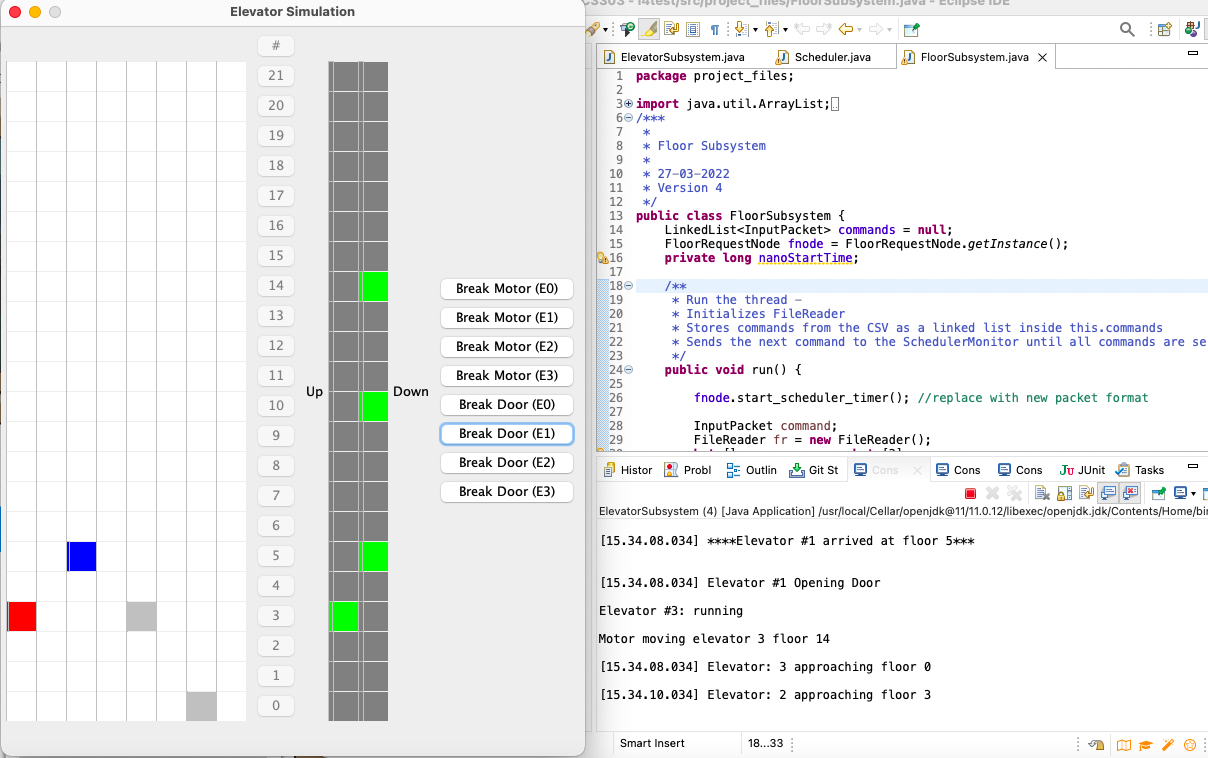 Elevator Simulation
#
21
20
19
18
17
16
15
14
13
12
11
10
9
8
7
6
5
4
3
2
1
0
Up
Down
Break Motor (E0)
Break Motor (E1)
Break Motor (E2)
Break Motor (E3)
Break Door (E0)
Break Door (E1)
Break Door (E2)
Break Door (E3)
test/src/project_files/FloorSubsystem.java – Eclipse IDE
ElevatorSubsystem.java
Scheduler.java
FloorSubsystem.java
1 package project_files;
2
3 import java.util.ArrayList;
6 /***
7 *
8 * Floor Subsystem
9 *
10 * 27-03-2022
11 * Version 4
12 */
13 public class FloorSubsystem {
14 LinkedList<InputPacket> commands = null;
15 FloorRequestNode fnode = FloorRequestNode.getInstance();
16 private long nanoStartTime;
17
18 /**
19 * Run the thread –
20 * Initializes FileReader
21 * Stores commands from the CSV as a linked list inside this.commands
22 * Sends the next command to the SchedulerMonitor until all commands are se
23 */
24 public void run() {
25
26 fnode.start_scheduler_timer(); //replace with new packet format
27
28 InputPacket command;
29 FileReader fr = new FileReader();
Histor
Probl
Outlin
Git St
Cons
Cons
Cons
JUnit
Tasks
ElevatorSubsystem (4) [Java Application] /usr/local/Cellar/openjdk@11/11.0.12/libexec/openjdk.jdk/Contents/Home/bin
[15.34.08.034] ****Elevator #1 arrived at floor 5***
[15.34.08.034] Elevator #1 Opening Door
Elevator #3: running
Motor moving elevator 3 floor 14
[15.34.08.034] Elevator: 3 approaching floor 0
[15.34.10.034] Elevator: 2 approaching floor 3
Smart Insert
18...33